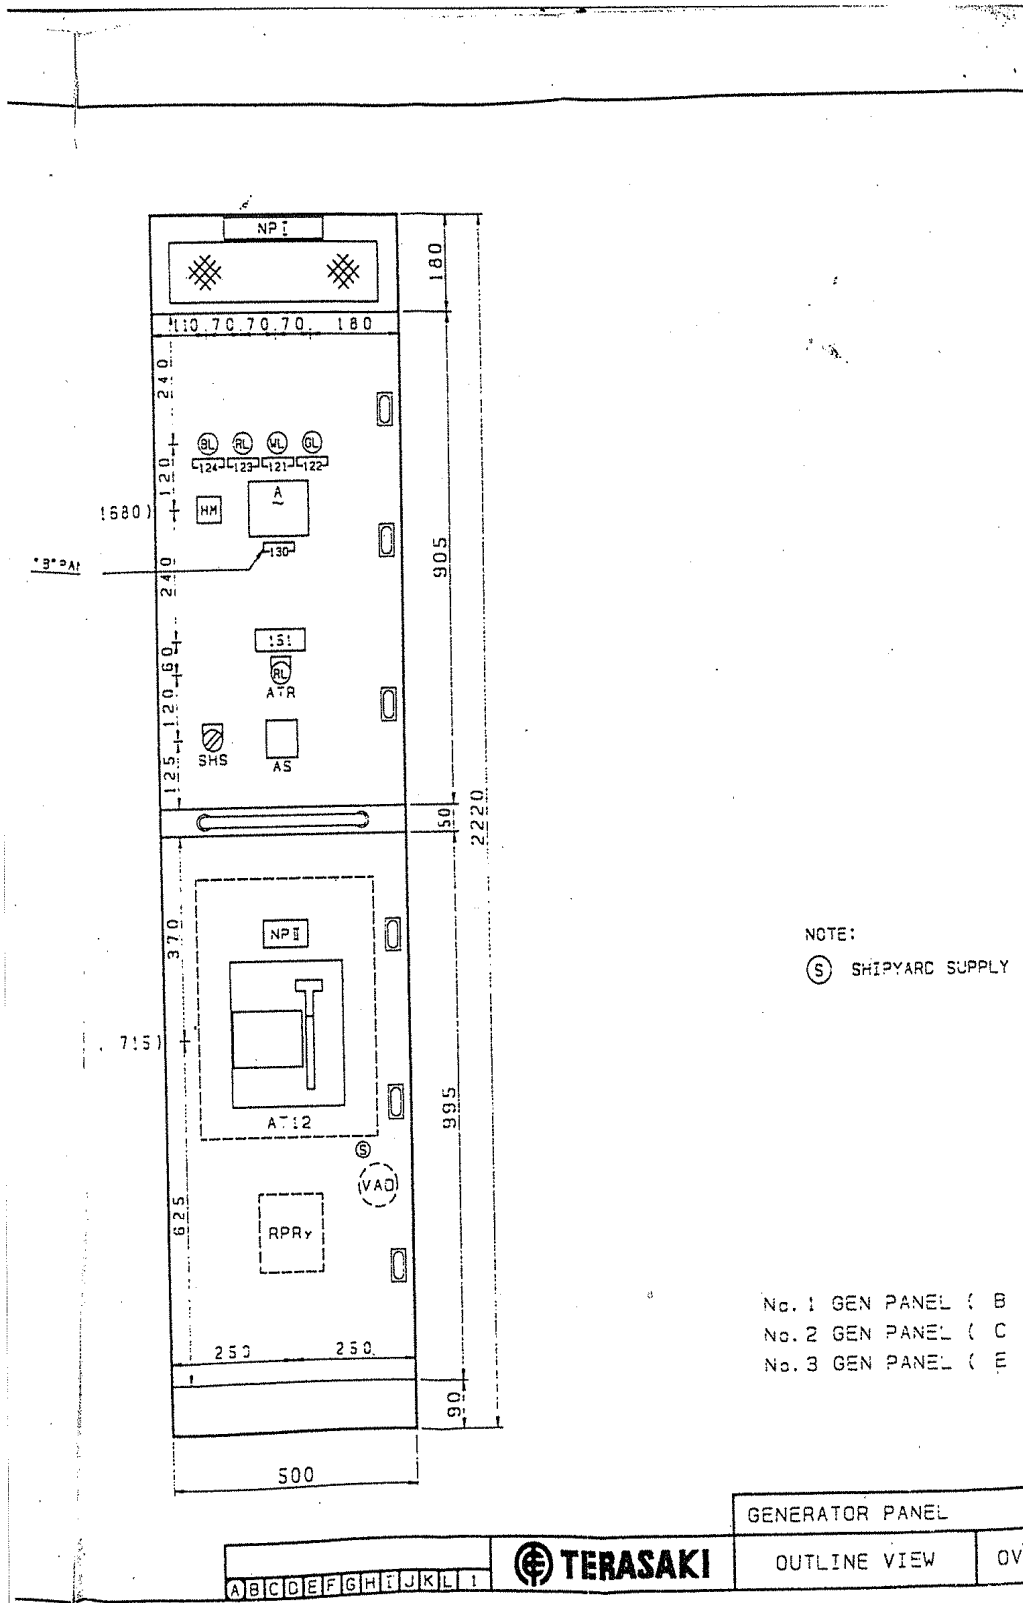 NPI
180
110 70 70 70 180
240
BL RL WL GL
124 123 121 122
120
A
HM
1680)
130
905
240
151
60
RL
ATR
120
SHS
AS
125
50
2220
370
NPII
NOTE:
S SHIPYARD SUPPLY
715)
AT12
995
S
VAD
625
RPRy
No. 1 GEN PANEL ( B
No. 2 GEN PANEL ( C
No. 3 GEN PANEL ( E
250 250
90
500
GENERATOR PANEL
TERASAKI
OUTLINE VIEW
OV
A B C D E F G H I J K L 1